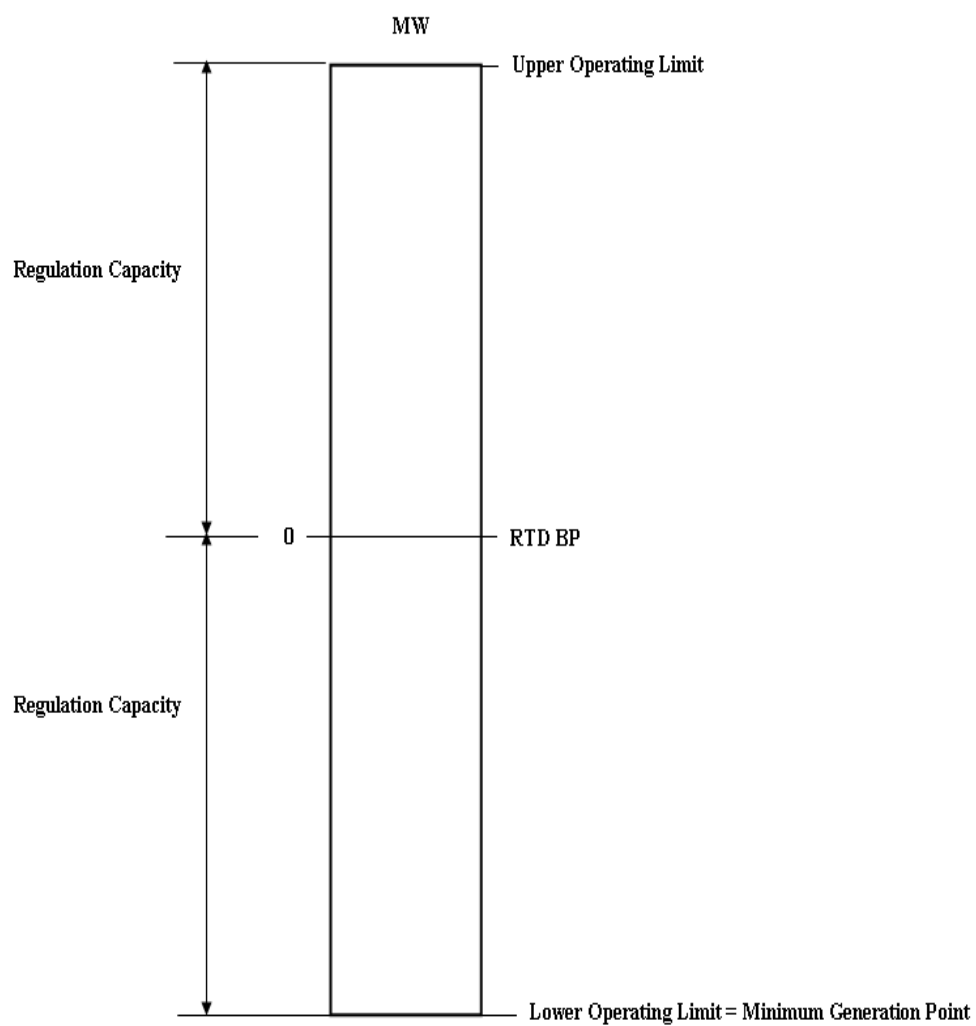 MW
Upper Operating Limit
Regulation Capacity
0
RTD BP
Regulation Capacity
Lower Operating Limit = Minimum Generation Point